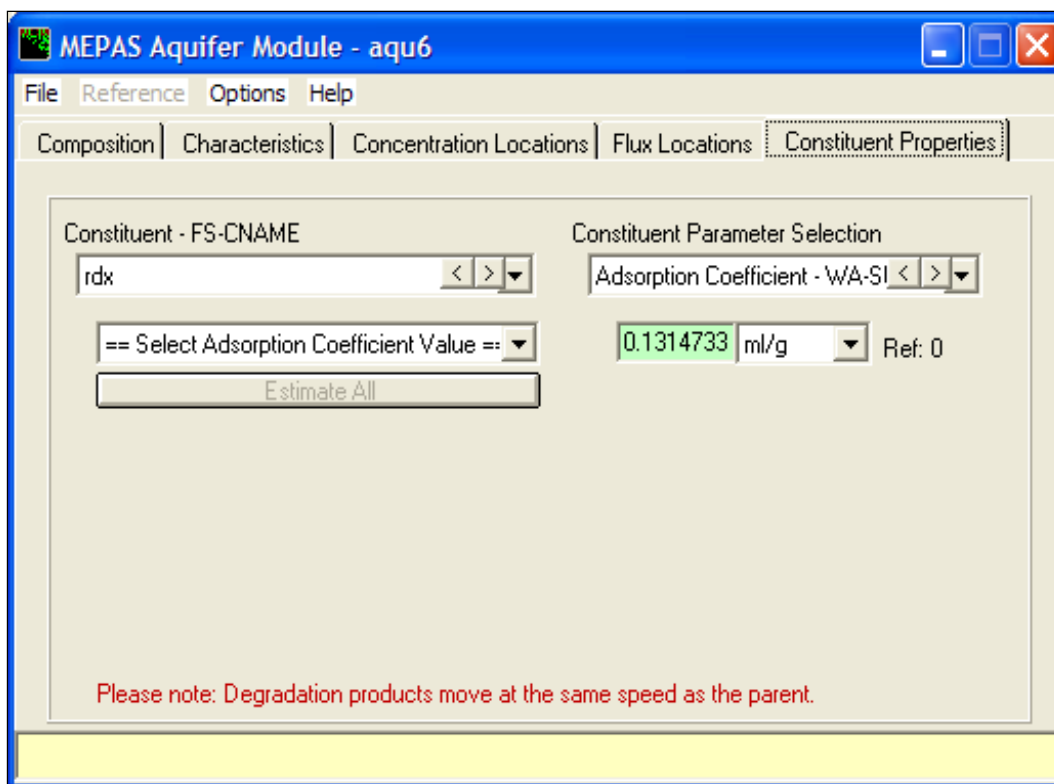 MEPAS Aquifer Module - aqu6
File Reference Options Help
Composition Characteristics Concentration Locations Flux Locations Constituent Properties
Constituent - FS-CNAME Constituent Parameter Selection
rdx < > Adsorption Coefficient - WA-SU < >
== Select Adsorption Coefficient Value == 0.1314733 ml/g Ref: 0
Estimate All
Please note: Degradation products move at the same speed as the parent.